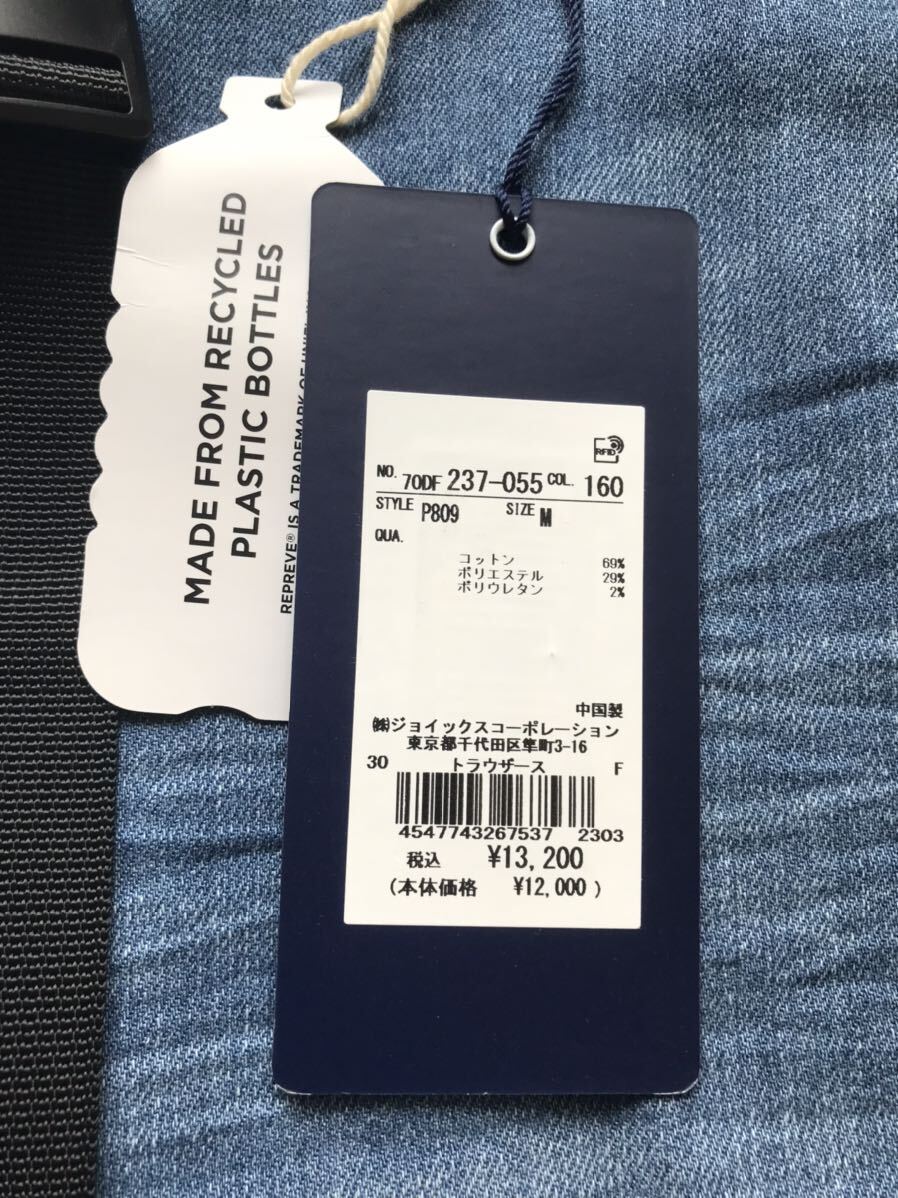 MADE FROM RECYCLED
PLASTIC BOTTLES
REPREVE® IS A TRADEMARK OF
RFID
NO. 70DF 237-055 COL. 160
STYLE P809 SIZE M
QUA.
コットン 69%
ポリエステル 29%
ポリウレタン 2%
中国製
㈱ジョイックスコーポレーション
東京都千代田区隼町3-16
30 トラウザース F
4547743267537 2303
税込 ¥13,200
(本体価格 ¥12,000)